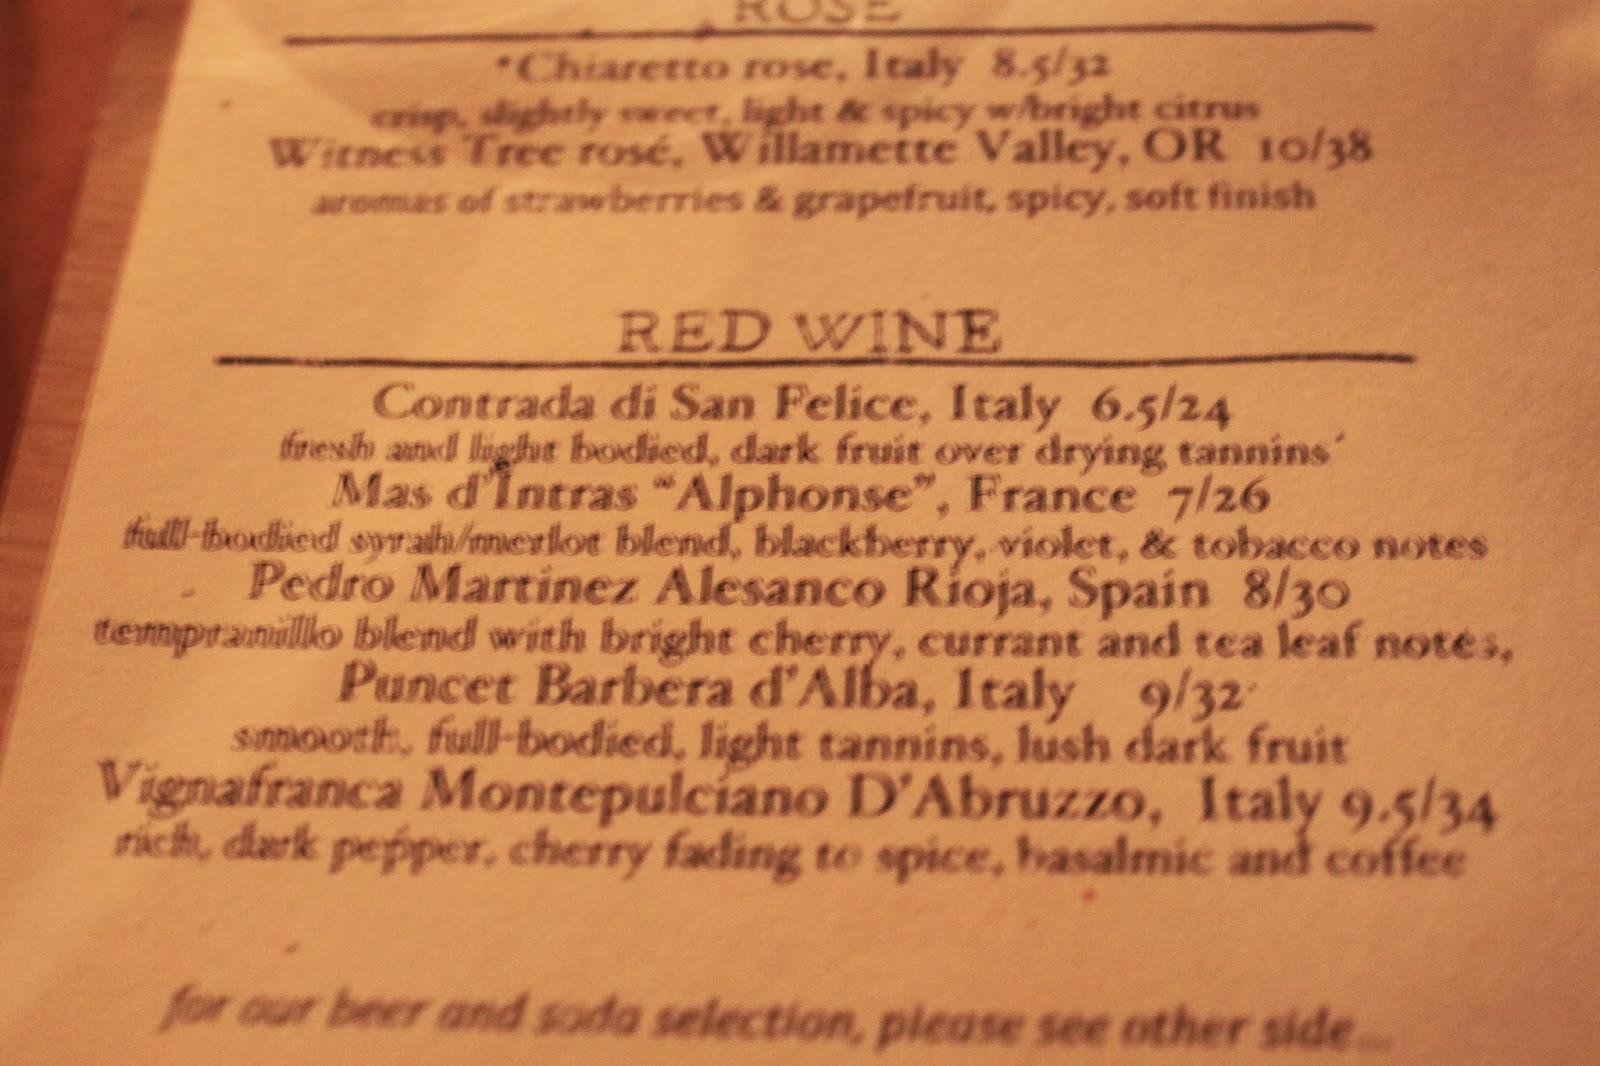 ROSE
*Chiaretto rose, Italy 8.5/32
crisp, slightly sweet, light & spicy w/bright citrus
Witness Tree rosé, Willamette Valley, OR 10/38
aromas of strawberries & grapefruit, spicy, soft finish
RED WINE
Contrada di San Felice, Italy 6.5/24
fresh and light bodied, dark fruit over drying tannins
Mas d'Intras “Alphonse”, France 7/26
full-bodied syrah/merlot blend, blackberry, violet, & tobacco notes
Pedro Martinez Alesanco Rioja, Spain 8/30
tempranillo blend with bright cherry, currant and tea leaf notes,
Puncet Barbera d'Alba, Italy 9/32
smooth, full-bodied, light tannins, lush dark fruit
Vignafranca Montepulciano D'Abruzzo, Italy 9.5/34
rich, dark pepper, cherry fading to spice, basalmic and coffee
for our beer and soda selection, please see other side...